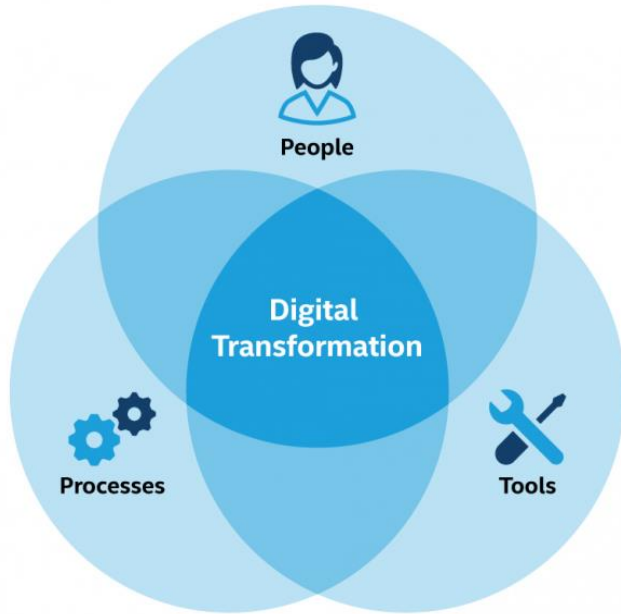 People
Digital
Transformation
Processes
Tools